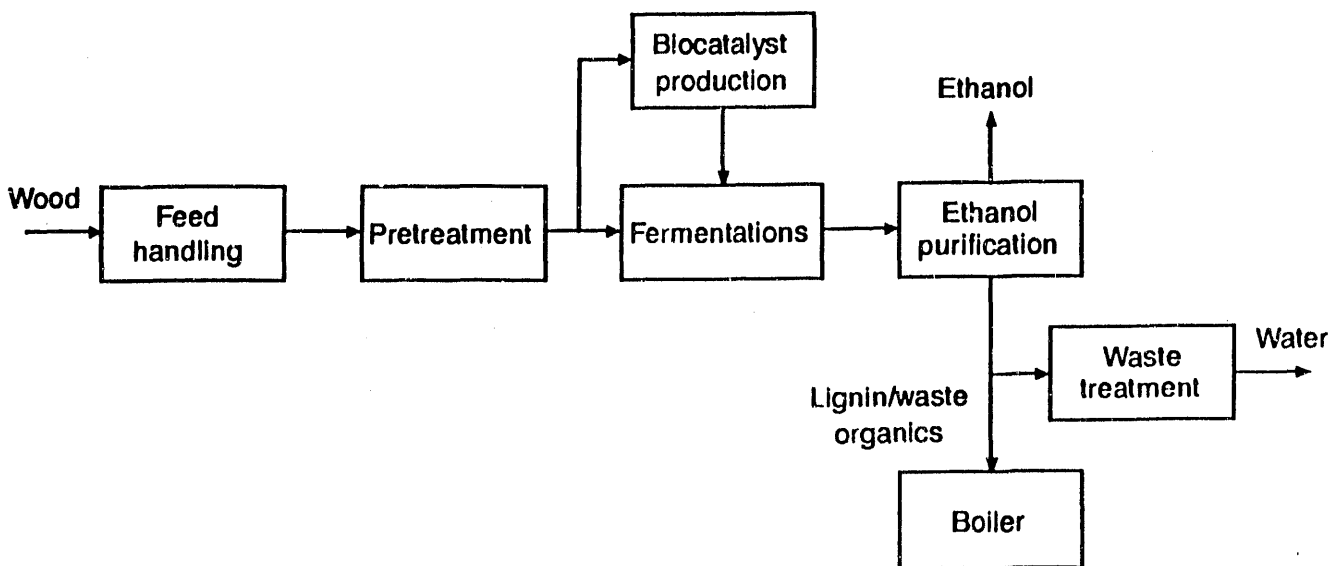 Biocatalyst
production
Ethanol
Wood
Feed
handling
Pretreatment
Fermentations
Ethanol
purification
Waste
treatment
Water
Lignin/waste
organics
Boiler